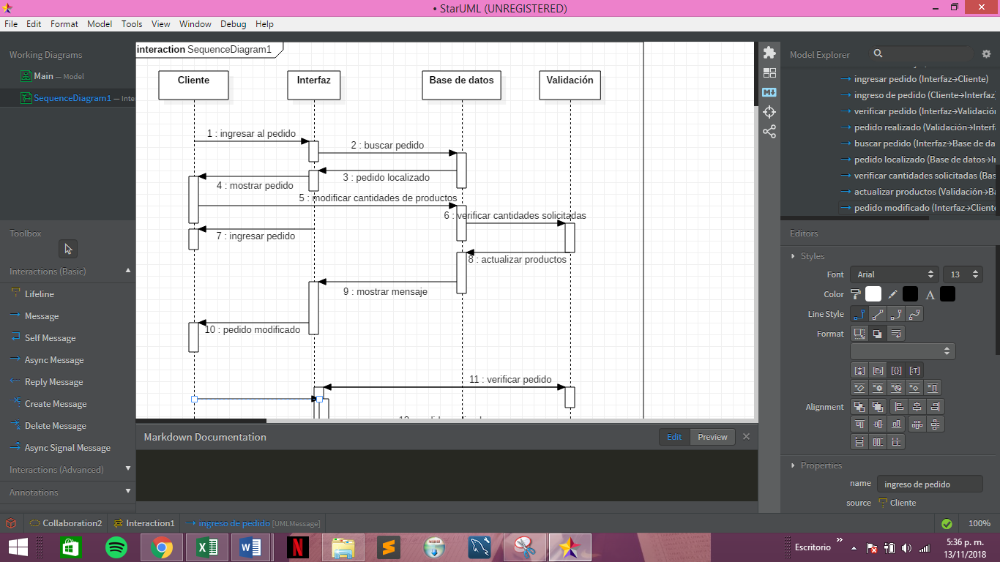 • StarUML (UNREGISTERED)
File Edit Format Model Tools View Window Debug Help
Working Diagrams
Main — Model
SequenceDiagram1 — Inte
Toolbox
Interactions (Basic)
Lifeline
Message
Self Message
Async Message
Reply Message
Create Message
Delete Message
Async Signal Message
Interactions (Advanced)
Annotations
interaction SequenceDiagram1
Cliente Interfaz Base de datos Validación
1 : ingresar al pedido
2 : buscar pedido
3 : pedido localizado
4 : mostrar pedido
5 : modificar cantidades de productos
6 : verificar cantidades solicitadas
7 : ingresar pedido
8 : actualizar productos
9 : mostrar mensaje
10 : pedido modificado
11 : verificar pedido
Markdown Documentation Edit Preview
Model Explorer
ingresar pedido (Interfaz→Cliente)
ingreso de pedido (Cliente→Interfaz
verificar pedido (Interfaz→Validación
pedido realizado (Validación→Interf
buscar pedido (Interfaz→Base de da
pedido localizado (Base de datos→In
verificar cantidades solicitadas (Bas
actualizar productos (Validación→Ba
pedido modificado (Interfaz→Cliente
Editors
Styles
Font Arial 13
Color
Line Style
Format
Alignment
Properties
name ingreso de pedido
source Cliente
Collaboration2 Interaction1 ingreso de pedido [UMLMessage] 100%
Escritorio » 5:36 p. m.
13/11/2018